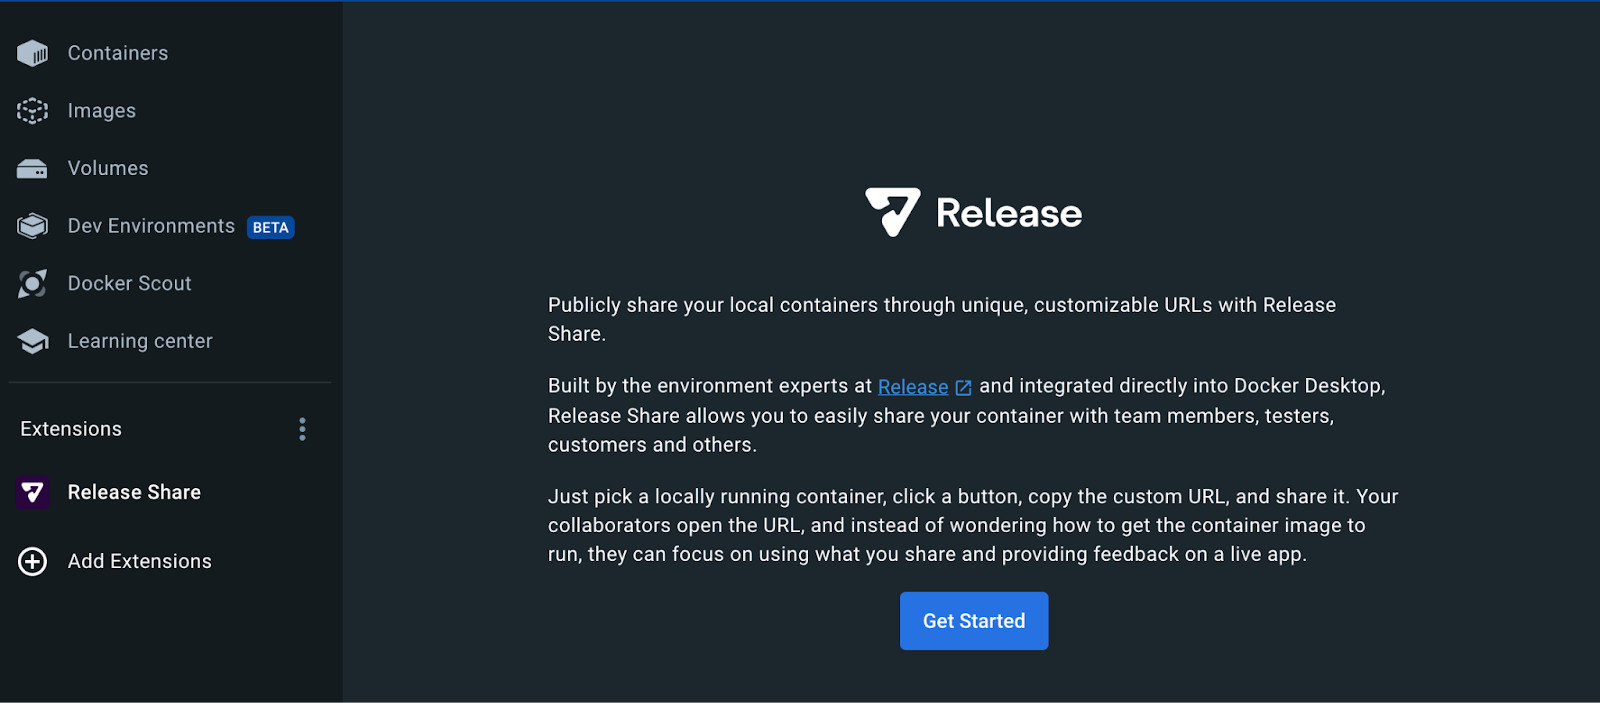 Containers
Images
Volumes
Dev Environments BETA
Docker Scout
Learning center
Extensions
Release Share
Add Extensions
Release
Publicly share your local containers through unique, customizable URLs with Release
Share.
Built by the environment experts at Release and integrated directly into Docker Desktop,
Release Share allows you to easily share your container with team members, testers,
customers and others.
Just pick a locally running container, click a button, copy the custom URL, and share it. Your
collaborators open the URL, and instead of wondering how to get the container image to
run, they can focus on using what you share and providing feedback on a live app.
Get Started